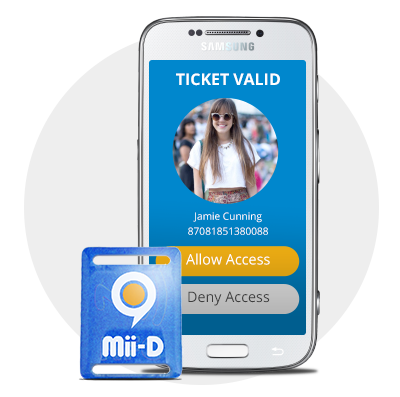 SAMSUNG
TICKET VALID
Jamie Cunning
87081851380088
Allow Access
Deny Access
Mii-D